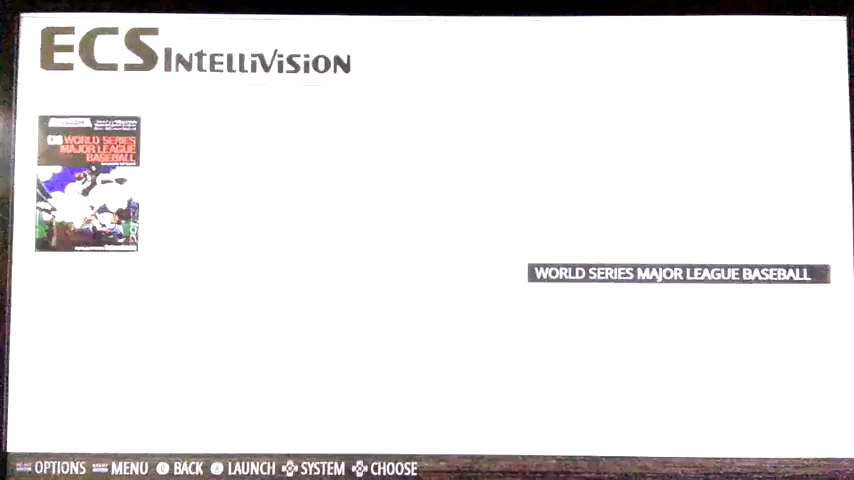 ECS INTELLIVISION
WORLD SERIES
MAJOR LEAGUE
BASEBALL
WORLD SERIES MAJOR LEAGUE BASEBALL
OPTIONS MENU BACK LAUNCH SYSTEM CHOOSE